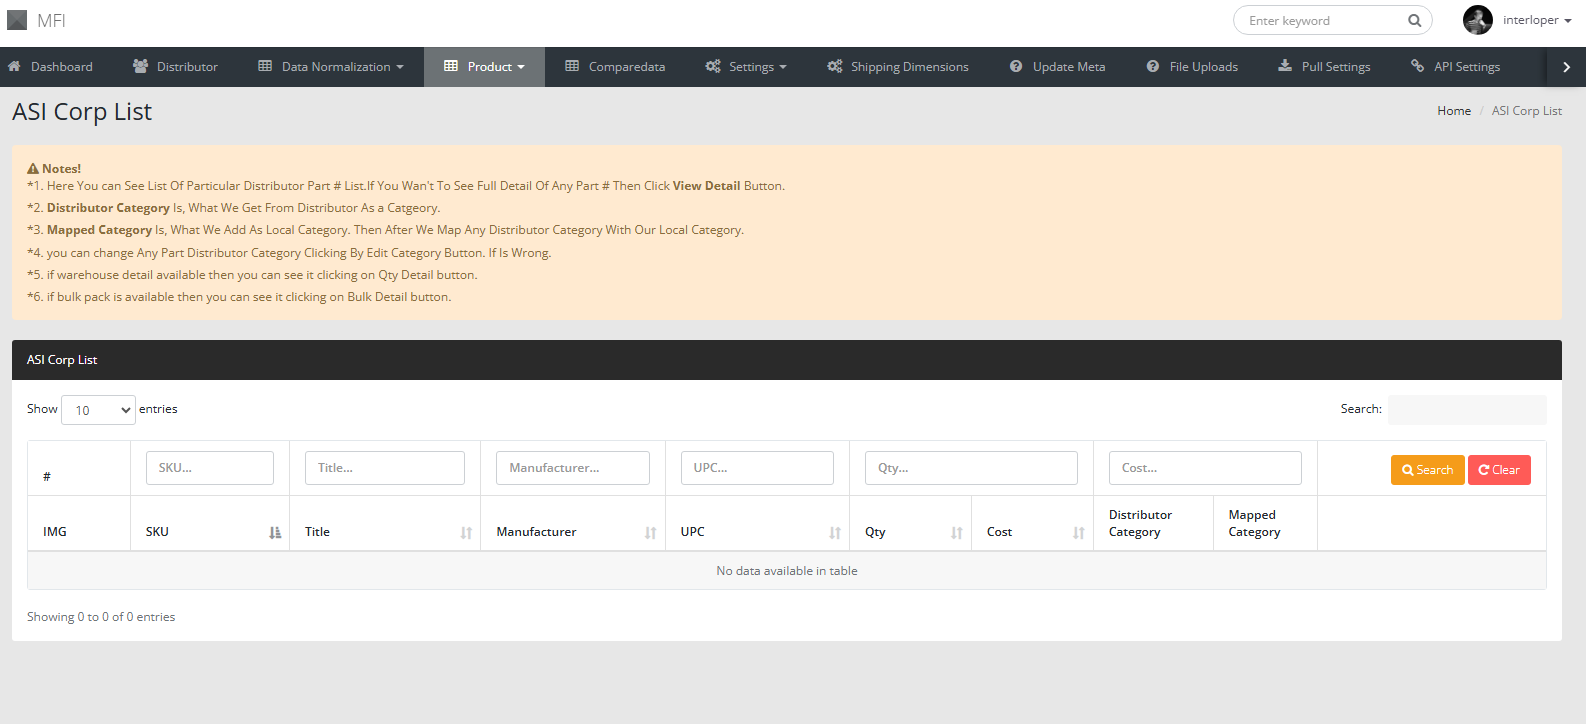 MFI
Enter keyword
interloper
Dashboard
Distributor
Data Normalization
Product
Comparedata
Settings
Shipping Dimensions
Update Meta
File Uploads
Pull Settings
API Settings
ASI Corp List
Home / ASI Corp List
Notes!
*1. Here You can See List Of Particular Distributor Part # List.If You Wan't To See Full Detail Of Any Part # Then Click View Detail Button.
*2. Distributor Category Is, What We Get From Distributor As a Catgeory.
*3. Mapped Category Is, What We Add As Local Category. Then After We Map Any Distributor Category With Our Local Category.
*4. you can change Any Part Distributor Category Clicking By Edit Category Button. If Is Wrong.
*5. if warehouse detail available then you can see it clicking on Qty Detail button.
*6. if bulk pack is available then you can see it clicking on Bulk Detail button.
ASI Corp List
Show 10 entries
Search:
#
SKU...
Title...
Manufacturer...
UPC...
Qty...
Cost...
Search
Clear
IMG
SKU
Title
Manufacturer
UPC
Qty
Cost
Distributor
Category
Mapped
Category
No data available in table
Showing 0 to 0 of 0 entries